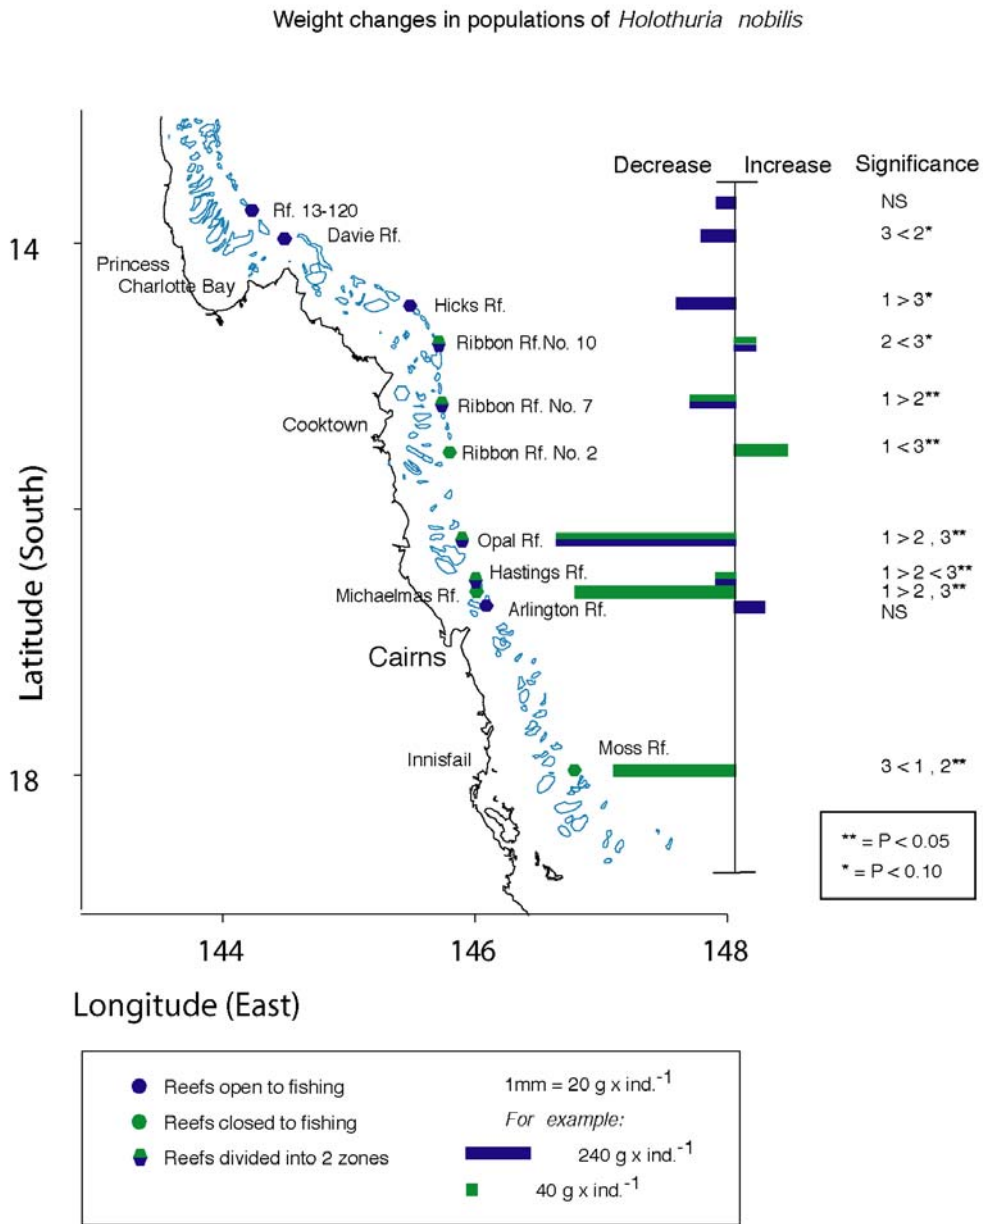 Weight changes in populations of Holothuria nobilis
Decrease Increase Significance
Rf. 13-120 NS
14 Davie Rf. 3 < 2*
Princess
Charlotte Bay
Hicks Rf. 1 > 3*
Ribbon Rf.No. 10 2 < 3*
Ribbon Rf. No. 7 1 > 2**
Cooktown
Ribbon Rf. No. 2 1 < 3**
Latitude (South)
Opal Rf. 1 > 2 , 3**
Hastings Rf. 1 > 2 < 3**
Michaelmas Rf. 1 > 2 , 3**
Arlington Rf. NS
Cairns
Moss Rf.
Innisfail
18 3 < 1 , 2**
** = P < 0.05
* = P < 0.10
144 146 148
Longitude (East)
Reefs open to fishing 1mm = 20 g x ind.-1
Reefs closed to fishing For example:
Reefs divided into 2 zones 240 g x ind.-1
40 g x ind.-1